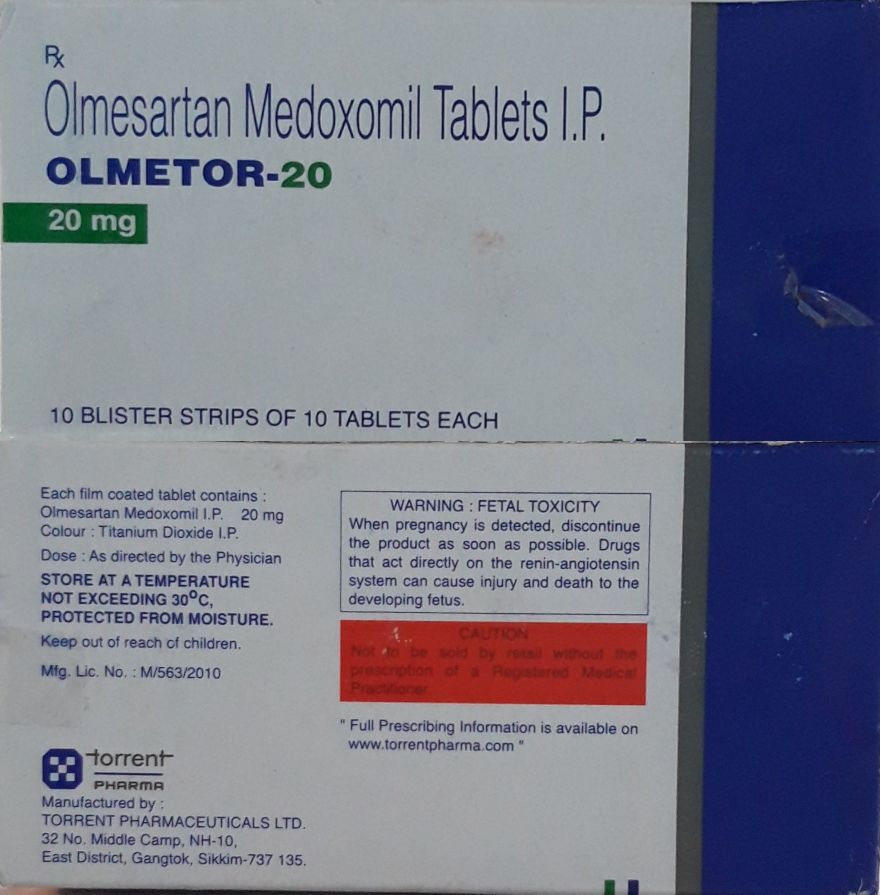 Rx
Olmesartan Medoxomil Tablets I.P.
OLMETOR-20
20 mg
10 BLISTER STRIPS OF 10 TABLETS EACH
Each film coated tablet contains :
Olmesartan Medoxomil I.P. 20 mg
Colour : Titanium Dioxide I.P.
Dose : As directed by the Physician
STORE AT A TEMPERATURE
NOT EXCEEDING 30°C,
PROTECTED FROM MOISTURE.
Keep out of reach of children.
Mfg. Lic. No. : M/563/2010
torrent
PHARMA
Manufactured by :
TORRENT PHARMACEUTICALS LTD.
32 No. Middle Camp, NH-10,
East District, Gangtok, Sikkim-737 135.
WARNING : FETAL TOXICITY
When pregnancy is detected, discontinue
the product as soon as possible. Drugs
that act directly on the renin-angiotensin
system can cause injury and death to the
developing fetus.
CAUTION
Not to be sold by retail without the
prescription of a Registered Medical
Practitioner.
" Full Prescribing Information is available on
www.torrentpharma.com "